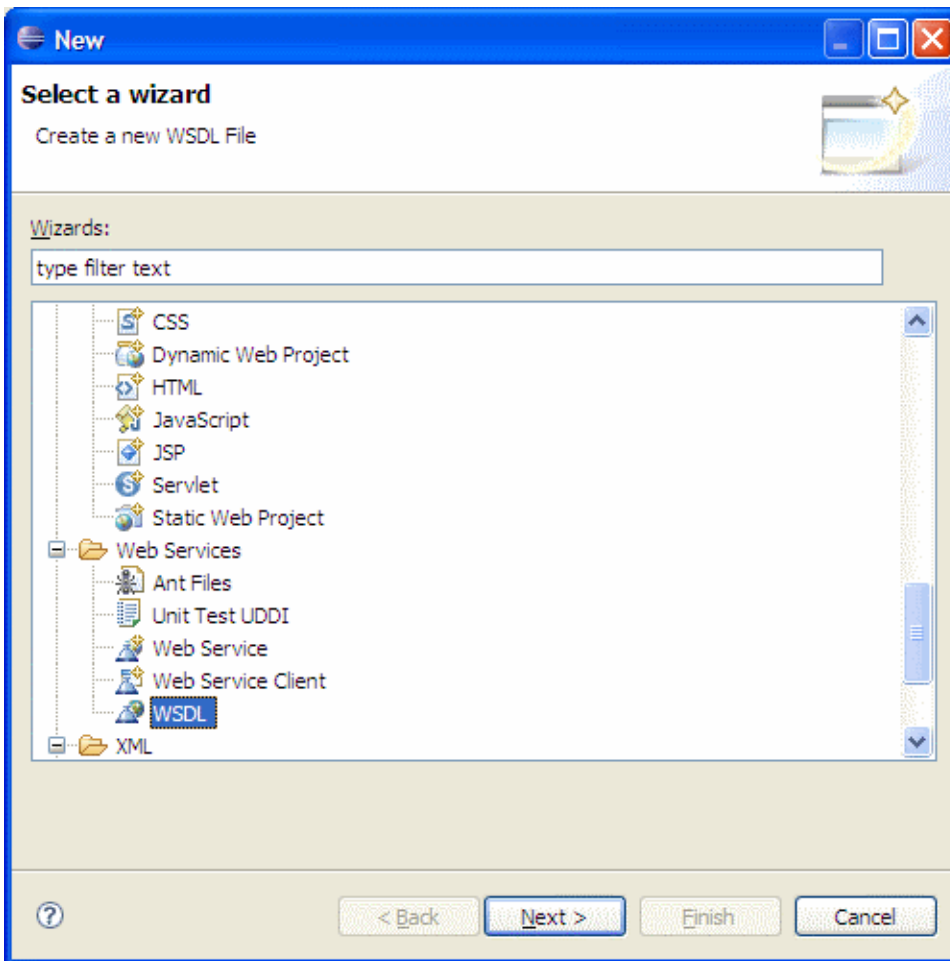 New
Select a wizard
Create a new WSDL File
Wizards:
type filter text
CSS
Dynamic Web Project
HTML
JavaScript
JSP
Servlet
Static Web Project
Web Services
Ant Files
Unit Test UDDI
Web Service
Web Service Client
WSDL
XML
< Back Next > Finish Cancel